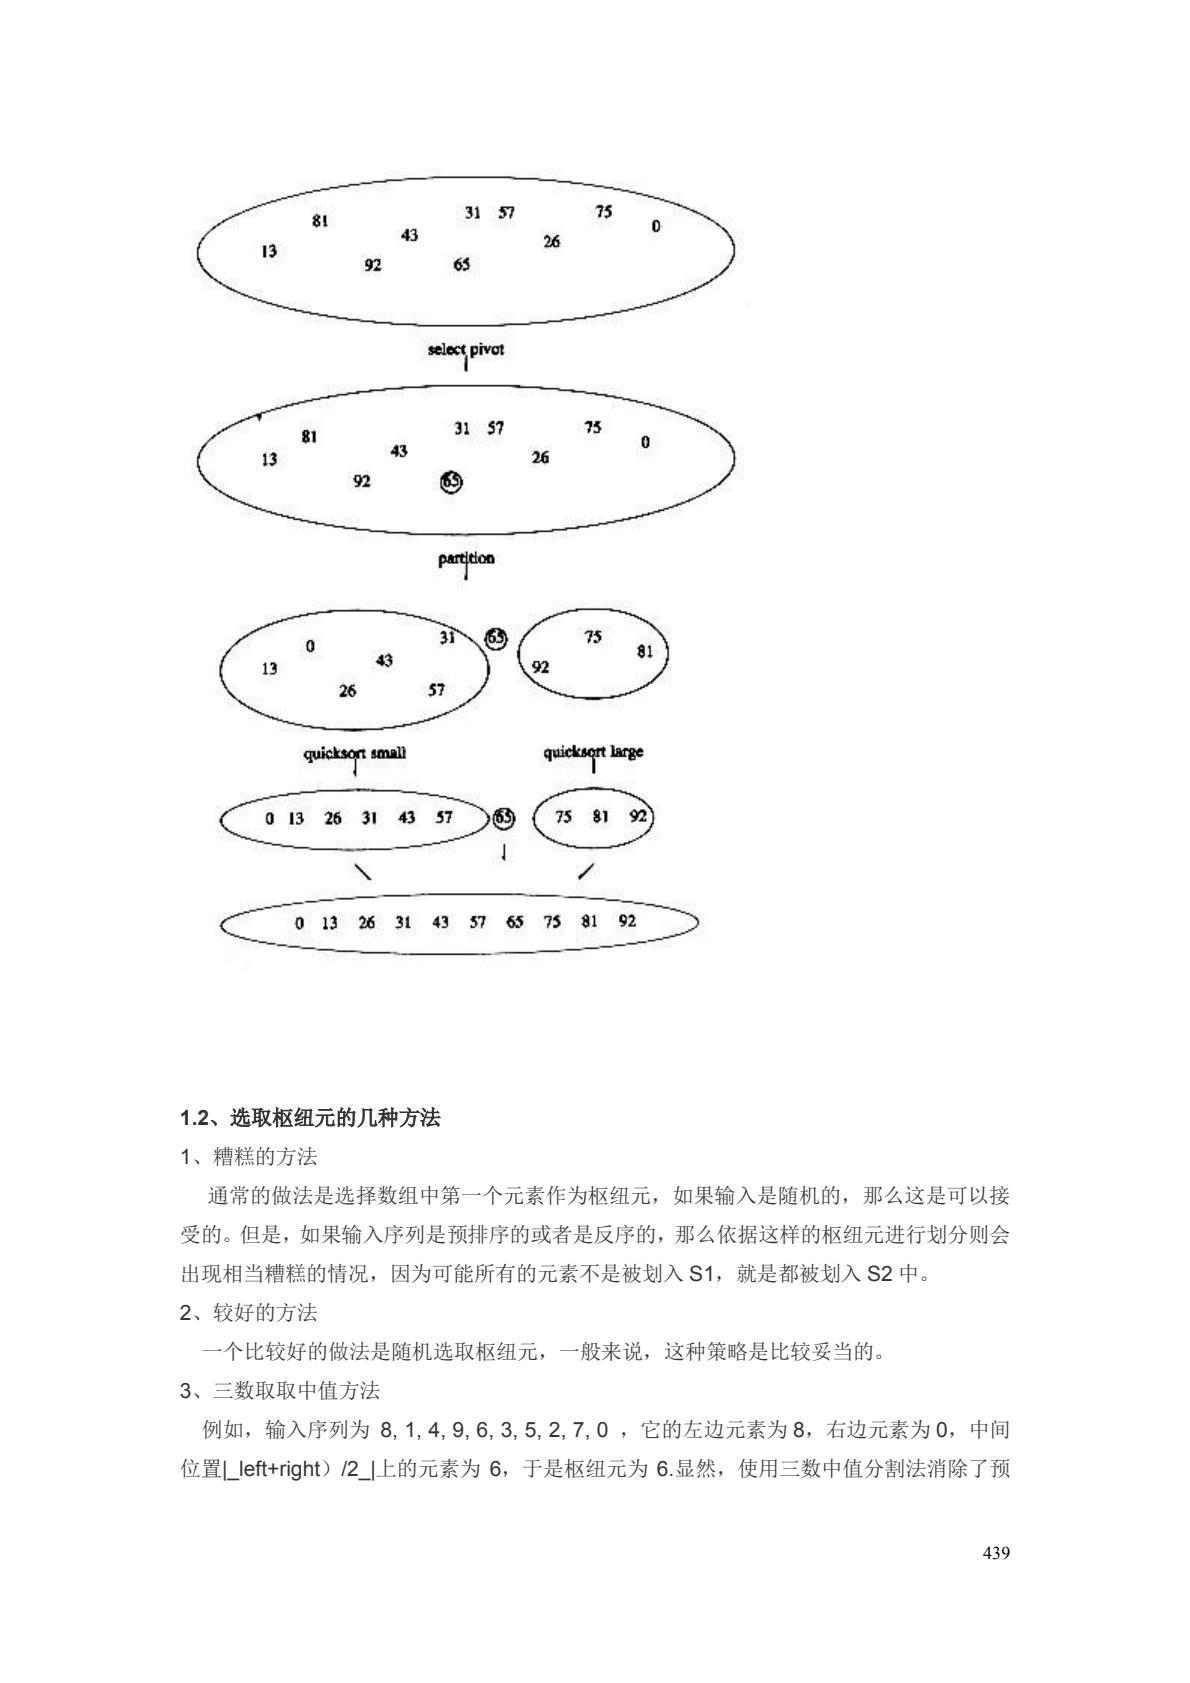 31 57 75
81 0
43 26
13
92 65
select pivot
31 57 75
81 0
43
13 26
92 65
partition
31 65 75
0 81
13 43 92
26 57
quicksort small quicksort large
0 13 26 31 43 57 65 75 81 92
0 13 26 31 43 57 65 75 81 92
1.2、选取枢纽元的几种方法
1、糟糕的方法
通常的做法是选择数组中第一个元素作为枢纽元，如果输入是随机的，那么这是可以接
受的。但是，如果输入序列是预排序的或者是反序的，那么依据这样的枢纽元进行划分则会
出现相当糟糕的情况，因为可能所有的元素不是被划入 S1，就是都被划入 S2 中。
2、较好的方法
一个比较好的做法是随机选取枢纽元，一般来说，这种策略是比较妥当的。
3、三数取取中值方法
例如，输入序列为 8, 1, 4, 9, 6, 3, 5, 2, 7, 0 ，它的左边元素为 8，右边元素为 0，中间
位置|_left+right）/2_|上的元素为 6，于是枢纽元为 6.显然，使用三数中值分割法消除了预
439